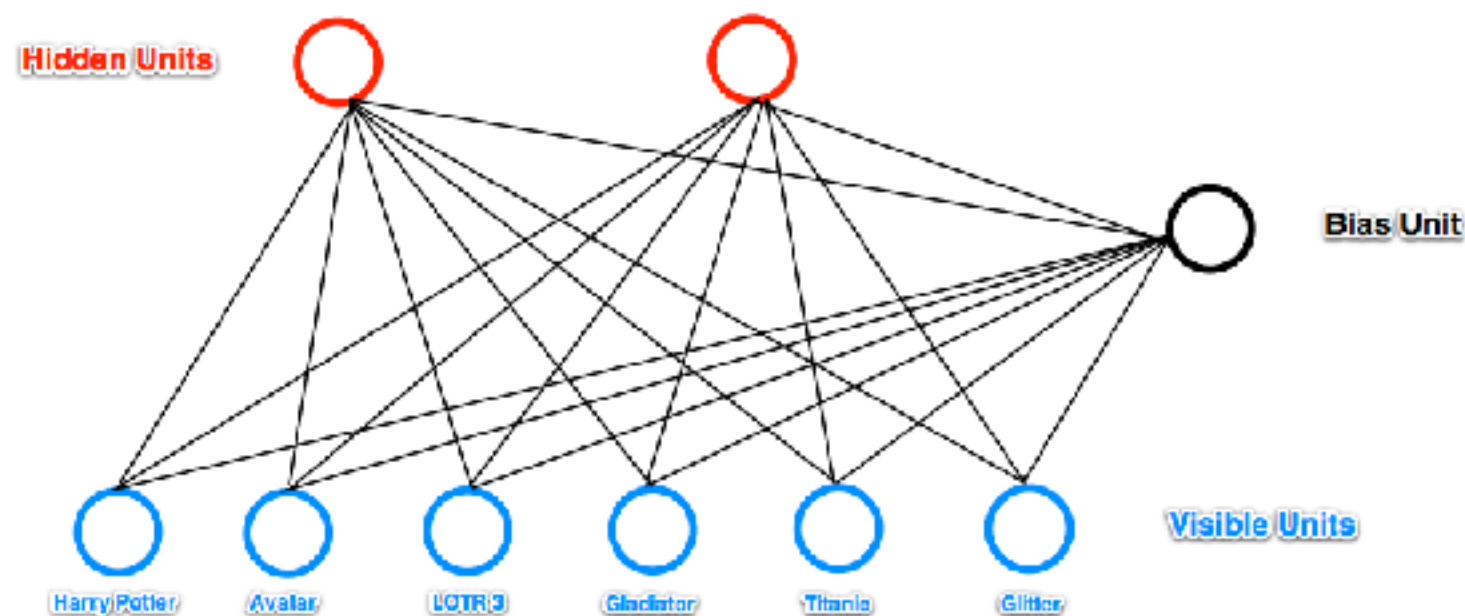 Hidden Units
Bias Unit
Visible Units
Harry Potter
Avatar
LOTR 3
Gladiator
Titanic
Glitter